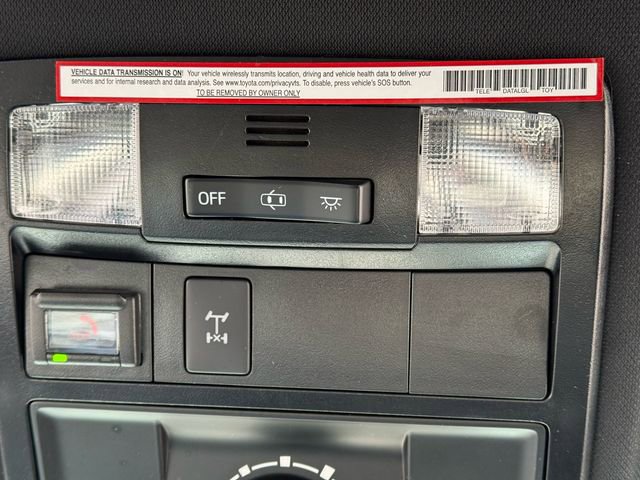 VEHICLE DATA TRANSMISSION IS ON! Your vehicle wirelessly transmits location, driving and vehicle health data to deliver your
services and for internal research and data analysis. See www.toyota.com/privacyvts. To disable, press vehicle's SOS button.
TO BE REMOVED BY OWNER ONLY
TELE DATALGL TOY
OFF